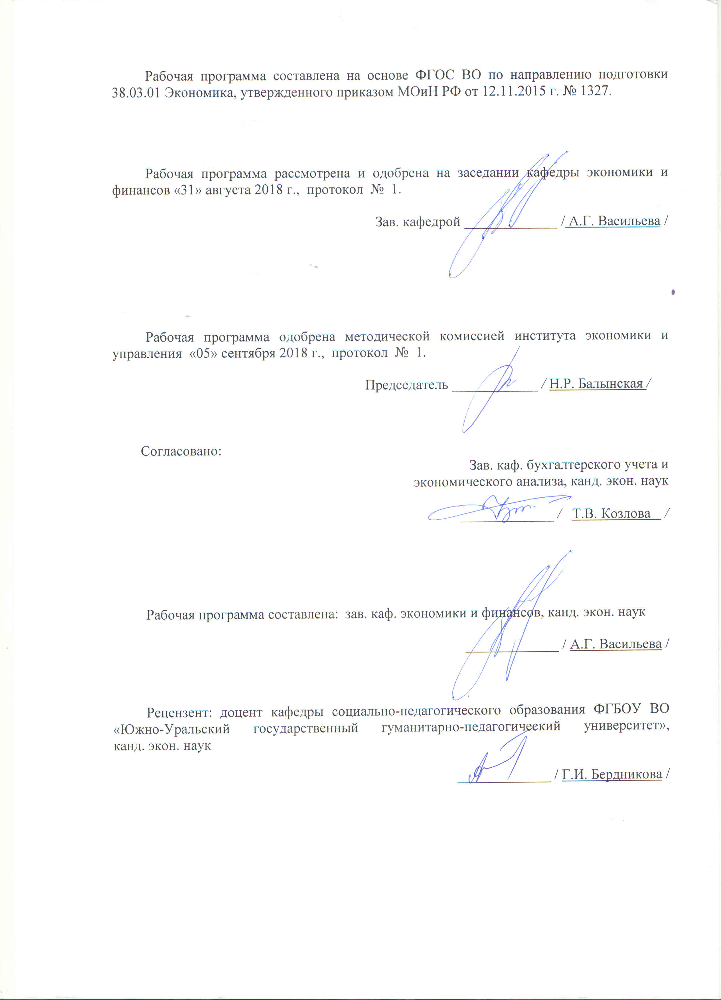 Рабочая программа составлена на основе ФГОС ВО по направлению подготовки
38.03.01 Экономика, утвержденного приказом МОиН РФ от 12.11.2015 г. № 1327.
Рабочая программа рассмотрена и одобрена на заседании кафедры экономики и
финансов «31» августа 2018 г., протокол № 1.
Зав. кафедрой _______________ / А.Г. Васильева /
Рабочая программа одобрена методической комиссией института экономики и
управления «05» сентября 2018 г., протокол № 1.
Председатель ______________ / Н.Р. Балынская /
Согласовано:
Зав. каф. бухгалтерского учета и
экономического анализа, канд. экон. наук
_______________ / Т.В. Козлова /
Рабочая программа составлена: зав. каф. экономики и финансов, канд. экон. наук
_______________ / А.Г. Васильева /
Рецензент: доцент кафедры социально-педагогического образования ФГБОУ ВО
«Южно-Уральский государственный гуманитарно-педагогический университет»,
канд. экон. наук
_______________ / Г.И. Бердникова /